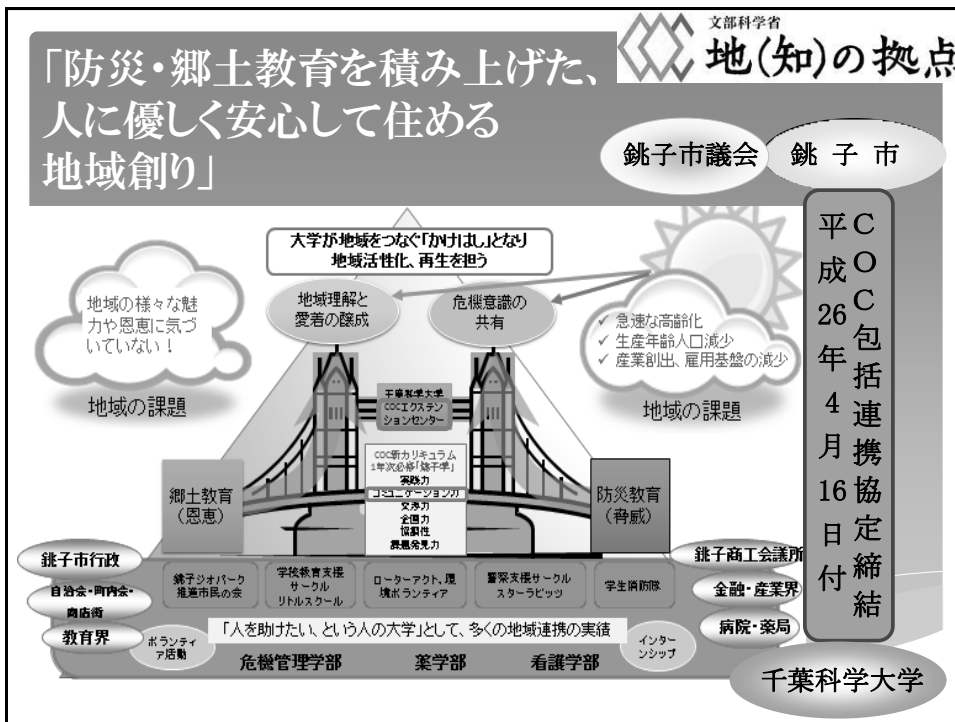 文部科学省
地(知)の拠点
「防災・郷土教育を積み上げた、
人に優しく安心して住める
地域創り」
銚子市議会
銚子市
大学が地域をつなぐ「かけはし」となり
地域活性化、再生を担う
地域の様々な魅
力や恩恵に気づ
いていない！
地域の課題
地域理解と
愛着の醸成
危機意識の
共有
✓ 急速な高齢化
✓ 生産年齢人口減少
✓ 産業創出、雇用基盤の減少
地域の課題
COC包括連携協定締結
平成26年4月16日付
千葉科学大学
COCエクステン
ションセンター
COC新カリキュラム
1年次必修「銚子学」
実践力
コミュニケーション力
交渉力
企画力
協調性
課題発見力
郷土教育
(恩恵)
防災教育
(脅威)
銚子市行政
自治会・町内会・
商店街
教育界
銚子商工会議所
金融・産業界
病院・薬局
銚子ジオパーク
推進市民の会
学校教育支援
サークル
リトルスクール
ローターアクト、環
境ボランティア
警察支援サークル
スターラビッツ
学生消防隊
「人を助けたい、という人の大学」として、多くの地域連携の実績
ボランティ
ア活動
インター
ンシップ
危機管理学部
薬学部
看護学部
千葉科学大学